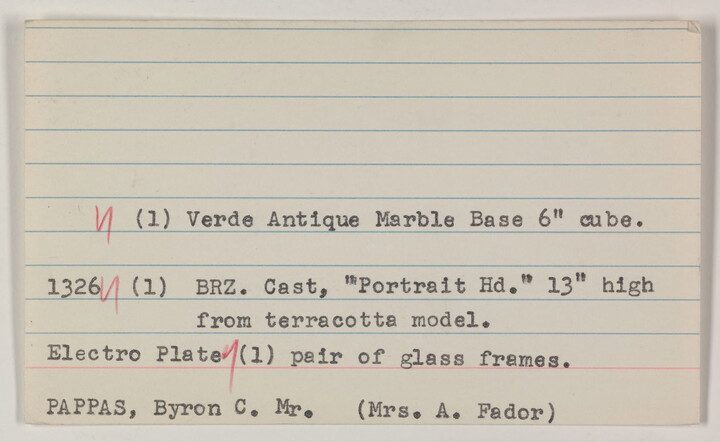 (1) Verde Antique Marble Base 6" cube.
1326 (1) BRZ. Cast, "Portrait Hd." 13" high
from terracotta model.
Electro Plate (1) pair of glass frames.
PAPPAS, Byron C. Mr. (Mrs. A. Fador)